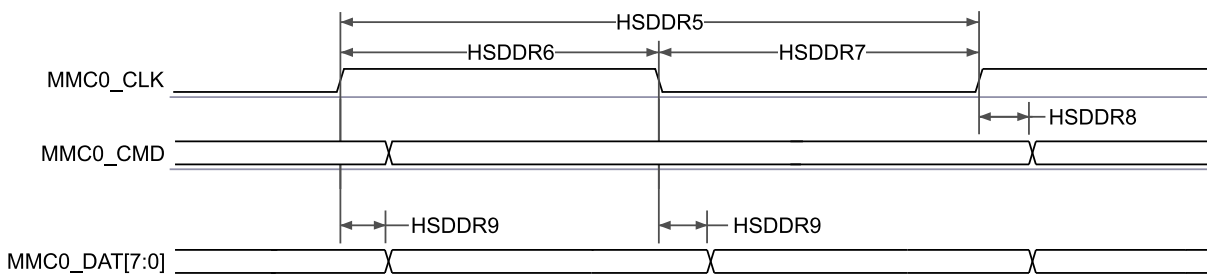 HSDDR5
HSDDR6
HSDDR7
MMC0_CLK
HSDDR8
MMC0_CMD
HSDDR9
HSDDR9
MMC0_DAT[7:0]